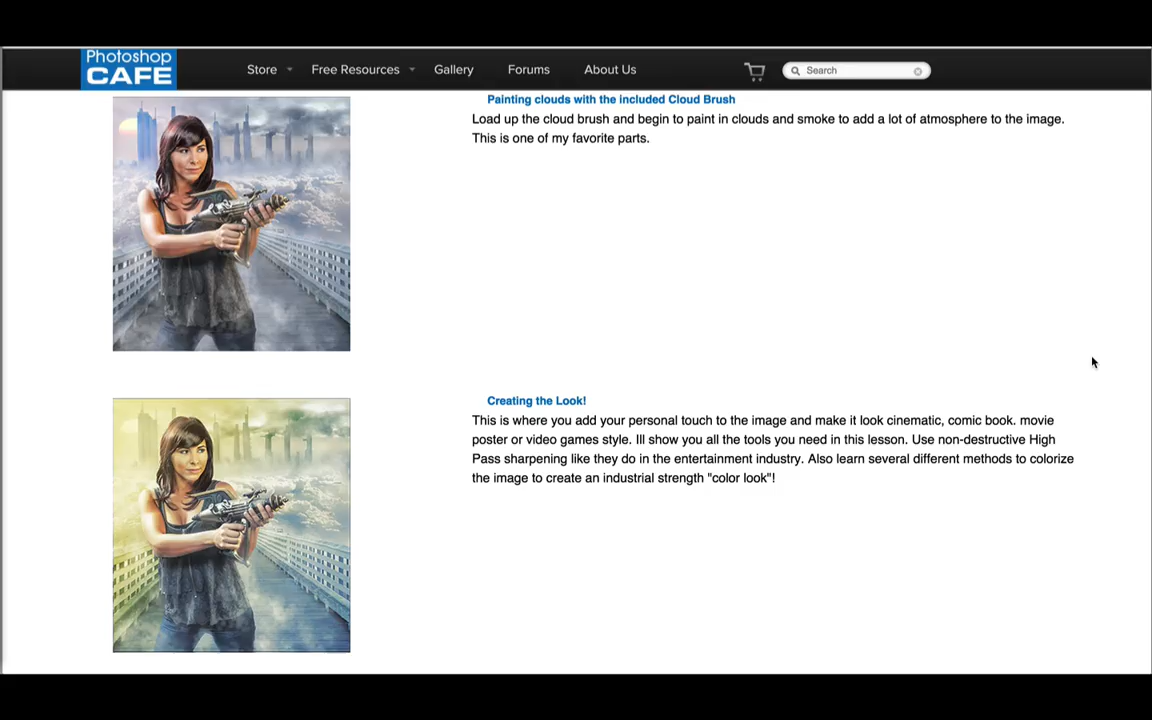 Photoshop
CAFE
Store
Free Resources
Gallery
Forums
About Us
Search
Painting clouds with the included Cloud Brush
Load up the cloud brush and begin to paint in clouds and smoke to add a lot of atmosphere to the image.
This is one of my favorite parts.
Creating the Look!
This is where you add your personal touch to the image and make it look cinematic, comic book. movie
poster or video games style. Ill show you all the tools you need in this lesson. Use non-destructive High
Pass sharpening like they do in the entertainment industry. Also learn several different methods to colorize
the image to create an industrial strength "color look"!